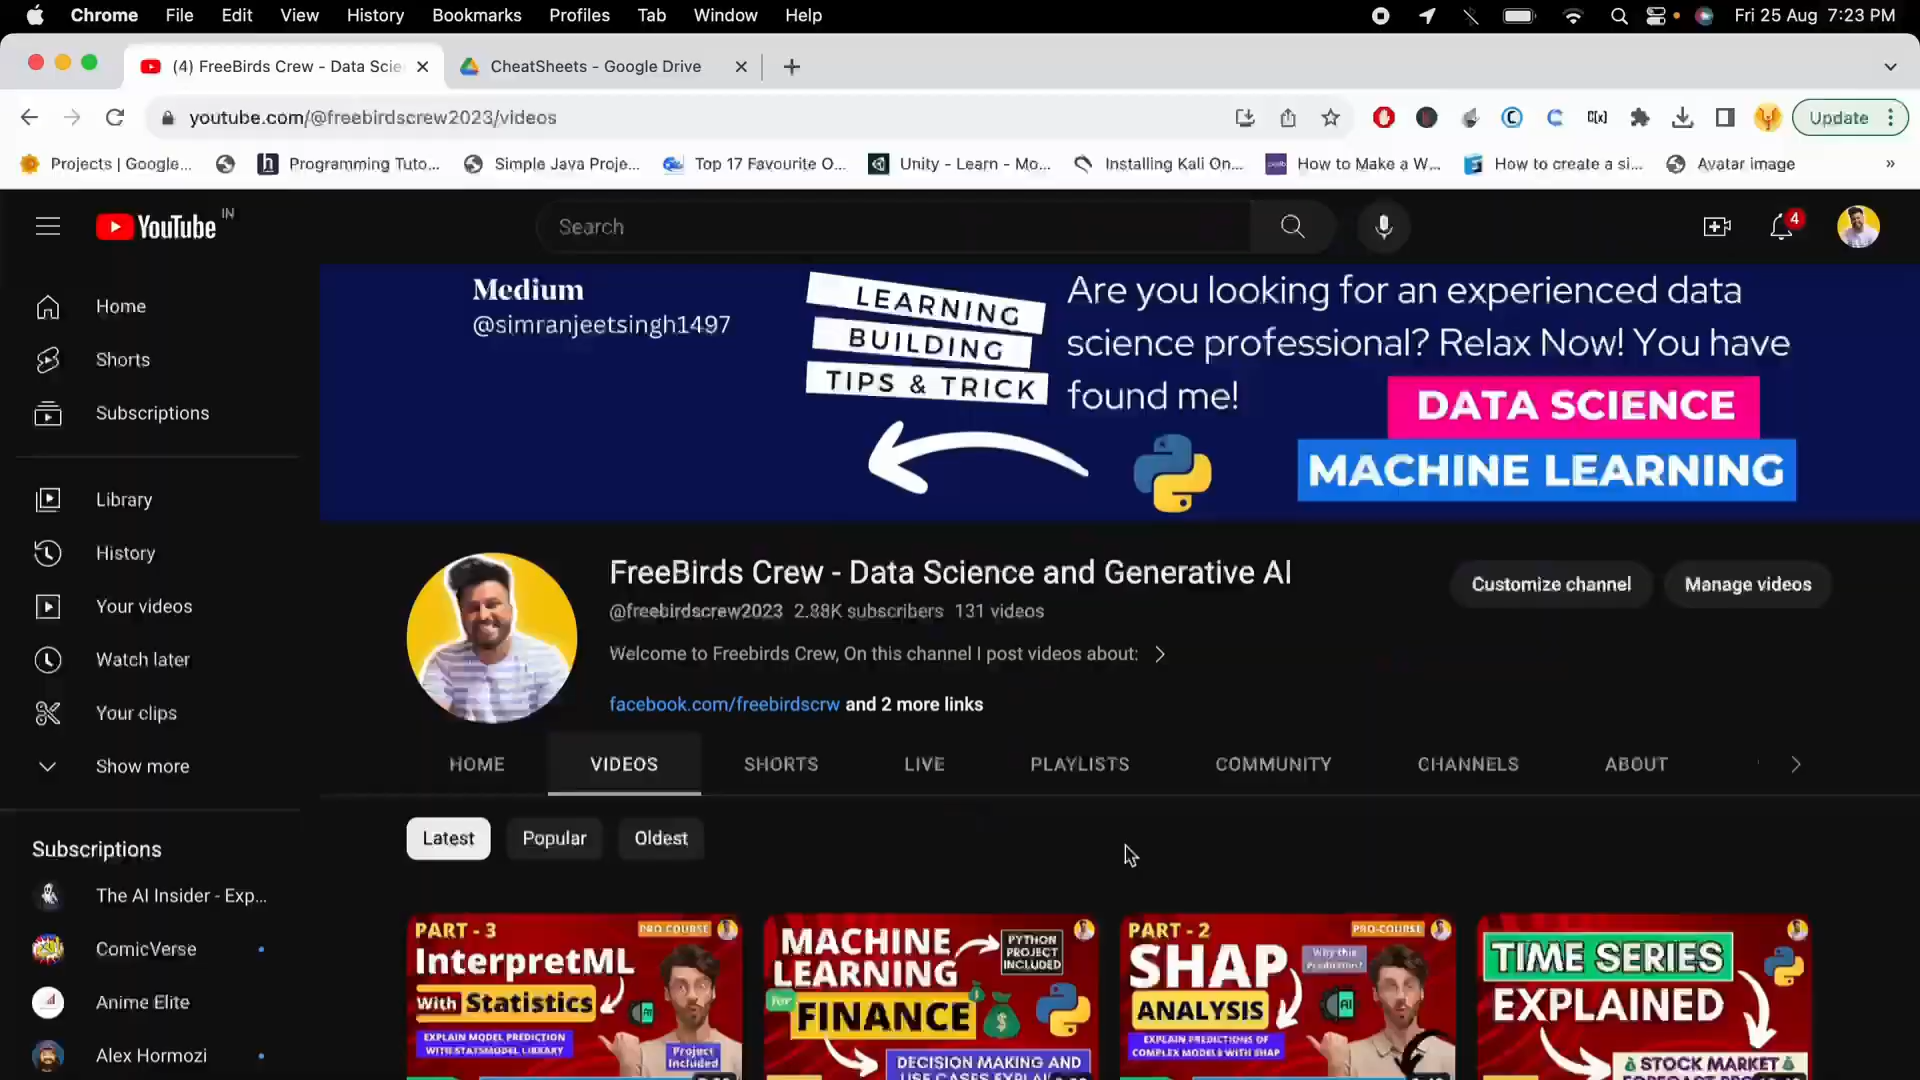 Chrome File Edit View History Bookmarks Profiles Tab Window Help Fri 25 Aug 7:23 PM
(4) FreeBirds Crew - Data Scie CheatSheets - Google Drive
youtube.com/@freebirdscrew2023/videos Update
Projects | Google... Programming Tuto... Simple Java Proje... Top 17 Favourite O... Unity - Learn - Mo... Installing Kali On... How to Make a W... How to create a si... Avatar image »
YouTube IN Search 4
Home
Shorts
Subscriptions
Library
History
Your videos
Watch later
Your clips
Show more
Subscriptions
The AI Insider - Exp...
ComicVerse
Anime Elite
Alex Hormozi
Medium
@simranjeetsingh1497
LEARNING
BUILDING
TIPS & TRICK
Are you looking for an experienced data
science professional? Relax Now! You have
found me!
DATA SCIENCE
MACHINE LEARNING
FreeBirds Crew - Data Science and Generative AI
@freebirdscrew2023 2.88K subscribers 131 videos
Welcome to Freebirds Crew, On this channel I post videos about:
facebook.com/freebirdscrw and 2 more links
Customize channel Manage videos
HOME VIDEOS SHORTS LIVE PLAYLISTS COMMUNITY CHANNELS ABOUT
Latest Popular Oldest
PART - 3 PRO-COURSE
InterpretML
With Statistics
AI
EXPLAIN MODEL PREDICTION
WITH STATSMODEL LIBRARY
Project
Included
MACHINE
LEARNING
For FINANCE
PYTHON
PROJECT
INCLUDED
DECISION MAKING AND
PART - 2 PRO-COURSE
SHAP
ANALYSIS
Why this
Prediction?
AI
EXPLAIN PREDICTIONS OF
COMPLEX MODELS WITH SHAP
TIME SERIES
EXPLAINED
STOCK MARKET